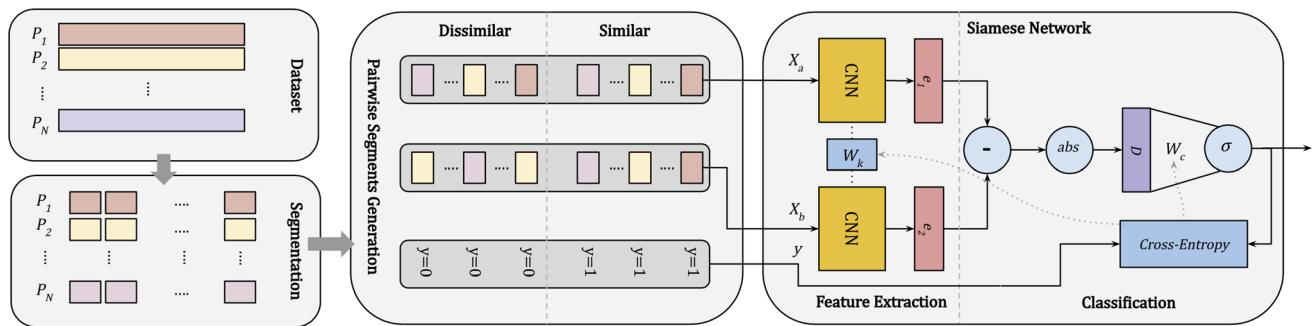 P1
P2
....
....
PN
Dataset
P1
P2
....
....
....
....
....
PN
....
Segmentation
Pairwise Segments Generation
Dissimilar
Similar
....
....
....
....
....
....
....
....
y=0
y=0
y=0
y=1
y=1
y=1
Siamese Network
Xa
CNN
e1
Wk
Xb
CNN
e2
y
-
abs
D
Wc
σ
Cross-Entropy
Feature Extraction
Classification